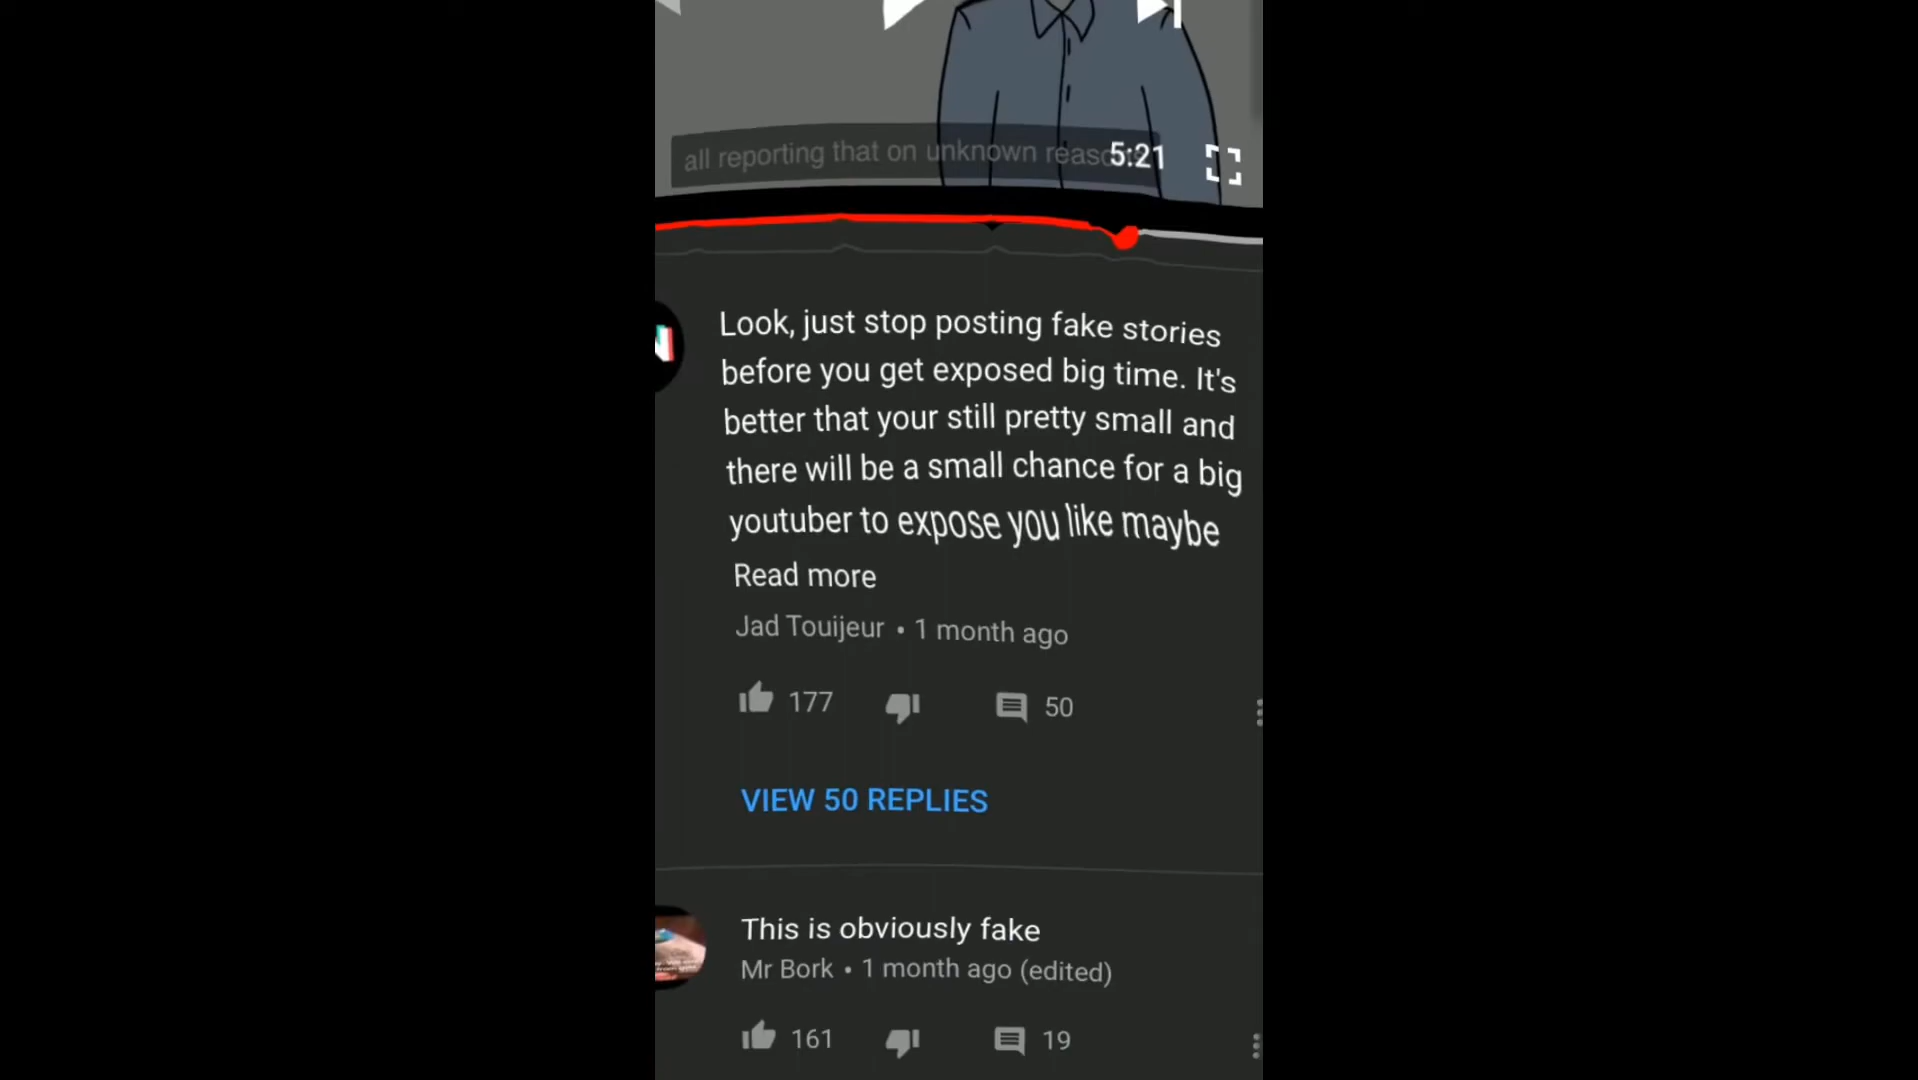 all reporting that on unknown
5:21
Look, just stop posting fake stories
before you get exposed big time. It's
better that your still pretty small and
there will be a small chance for a big
youtuber to expose you like maybe
Read more
Jad Touijeur • 1 month ago
177
50
VIEW 50 REPLIES
This is obviously fake
Mr Bork • 1 month ago (edited)
161
19